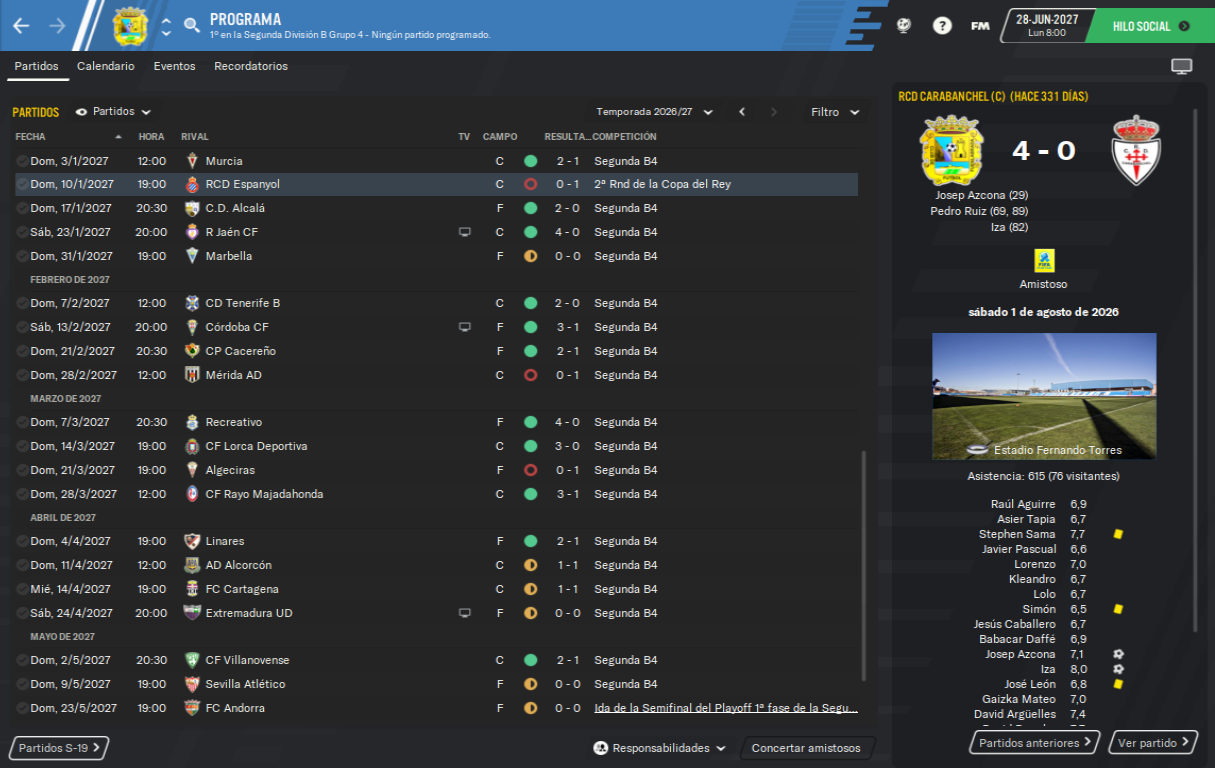 PROGRAMA
1º en la Segunda División B Grupo 4 - Ningún partido programado.
FM
28-JUN-2027
Lun 8:00
HILO SOCIAL
Partidos Calendario Eventos Recordatorios
PARTIDOS Partidos Temporada 2026/27 Filtro
FECHA HORA RIVAL TV CAMPO RESULTA... COMPETICIÓN
Dom, 3/1/2027 12:00 Murcia C 2 - 1 Segunda B4
Dom, 10/1/2027 19:00 RCD Espanyol C 0 - 1 2ª Rnd de la Copa del Rey
Dom, 17/1/2027 20:30 C.D. Alcalá F 2 - 0 Segunda B4
Sáb, 23/1/2027 20:00 R Jaén CF C 4 - 0 Segunda B4
Dom, 31/1/2027 19:00 Marbella F 0 - 0 Segunda B4
FEBRERO DE 2027
Dom, 7/2/2027 12:00 CD Tenerife B C 2 - 0 Segunda B4
Sáb, 13/2/2027 20:00 Córdoba CF F 3 - 1 Segunda B4
Dom, 21/2/2027 20:30 CP Cacereño F 2 - 1 Segunda B4
Dom, 28/2/2027 12:00 Mérida AD C 0 - 1 Segunda B4
MARZO DE 2027
Dom, 7/3/2027 20:30 Recreativo F 4 - 0 Segunda B4
Dom, 14/3/2027 19:00 CF Lorca Deportiva C 3 - 0 Segunda B4
Dom, 21/3/2027 19:00 Algeciras F 0 - 1 Segunda B4
Dom, 28/3/2027 12:00 CF Rayo Majadahonda C 3 - 1 Segunda B4
ABRIL DE 2027
Dom, 4/4/2027 19:00 Linares F 2 - 1 Segunda B4
Dom, 11/4/2027 12:00 AD Alcorcón C 1 - 1 Segunda B4
Mié, 14/4/2027 19:00 FC Cartagena C 1 - 1 Segunda B4
Sáb, 24/4/2027 20:00 Extremadura UD F 0 - 0 Segunda B4
MAYO DE 2027
Dom, 2/5/2027 20:30 CF Villanovense C 2 - 1 Segunda B4
Dom, 9/5/2027 19:00 Sevilla Atlético F 0 - 0 Segunda B4
Dom, 23/5/2027 19:00 FC Andorra F 0 - 0 Ida de la Semifinal del Playoff 1ª fase de la Segu...
Partidos S-19 Responsabilidades Concertar amistosos
RCD CARABANCHEL (C) (HACE 331 DÍAS)
4 - 0
Josep Azcona (29)
Pedro Ruiz (69, 89)
Iza (82)
Amistoso
sábado 1 de agosto de 2026
Estadio Fernando Torres
Asistencia: 615 (76 visitantes)
Raúl Aguirre 6,9
Asier Tapia 6,7
Stephen Sama 7,7
Javier Pascual 6,6
Lorenzo 7,0
Kleandro 6,7
Lolo 6,7
Simón 6,5
Jesús Caballero 6,7
Babacar Daffé 6,9
Josep Azcona 7,1
Iza 8,0
José León 6,8
Gaizka Mateo 7,0
David Argüelles 7,4
Partidos anteriores Ver partido